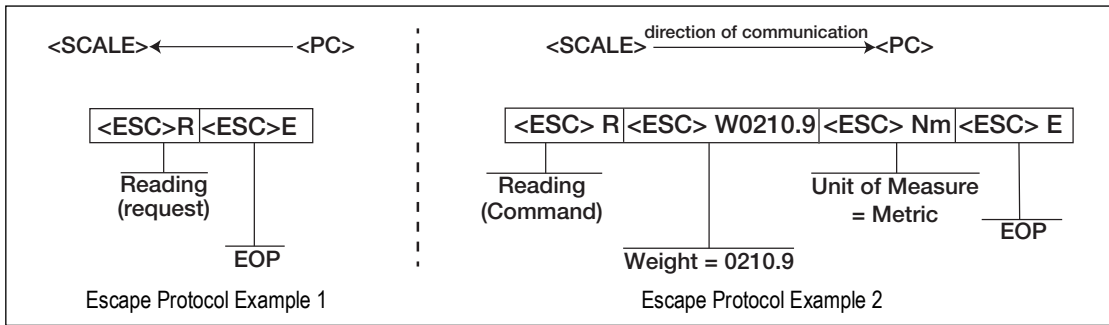 <SCALE> <PC>
<ESC>R <ESC>E
Reading
(request)
EOP
Escape Protocol Example 1
direction of communication
<SCALE> <PC>
<ESC> R <ESC> W0210.9 <ESC> Nm <ESC> E
Reading
(Command)
Unit of Measure
= Metric
EOP
Weight = 0210.9
Escape Protocol Example 2